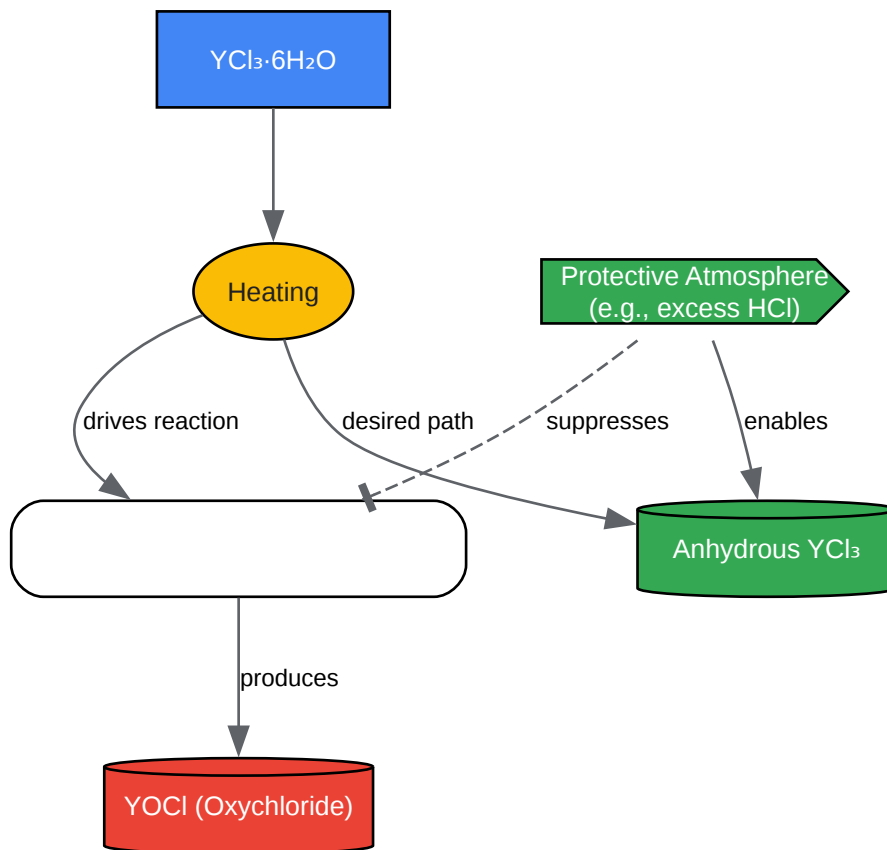 YCl₃·6H₂O
Heating
Protective Atmosphere
(e.g., excess HCl)
drives reaction
desired path
suppresses
enables
Anhydrous YCl₃
produces
YOCl (Oxychloride)